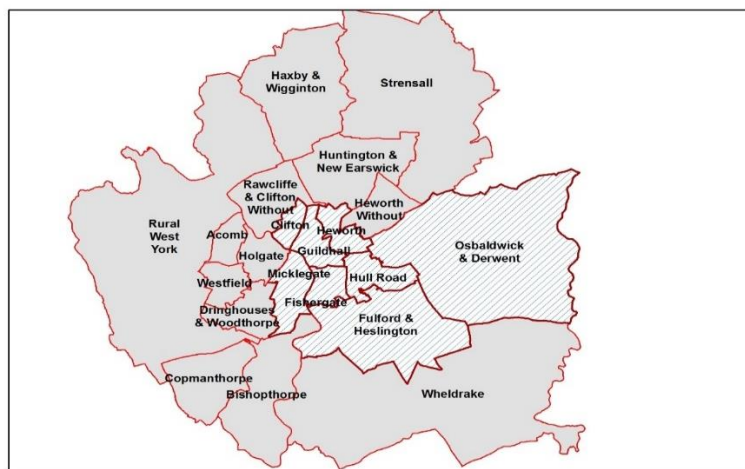 Haxby &
Wigginton
Strensall
Huntington &
New Earswick
Rawcliffe
& Clifton
Without
Heworth
Without
Clifton
Heworth
Rural
West
York
Acomb
Guildhall
Osbaldwick
& Derwent
Holgate
Micklegate
Hull Road
Westfield
Fishergate
Dringhouses
& Woodthorpe
Fulford &
Heslington
Copmanthorpe
Bishopthorpe
Wheldrake